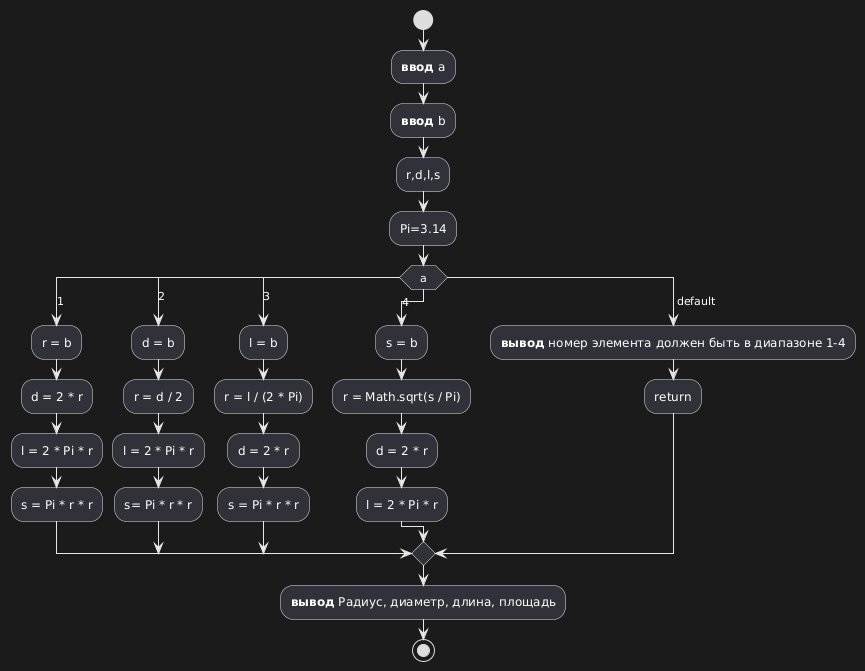 ввод a
ввод b
r,d,l,s
Pi=3.14
a
1
2
3
4
default
r = b
d = b
l = b
s = b
вывод номер элемента должен быть в диапазоне 1-4
d = 2 * r
r = d / 2
r = l / (2 * Pi)
r = Math.sqrt(s / Pi)
return
l = 2 * Pi * r
l = 2 * Pi * r
d = 2 * r
d = 2 * r
s = Pi * r * r
s= Pi * r * r
s = Pi * r * r
l = 2 * Pi * r
вывод Радиус, диаметр, длина, площадь